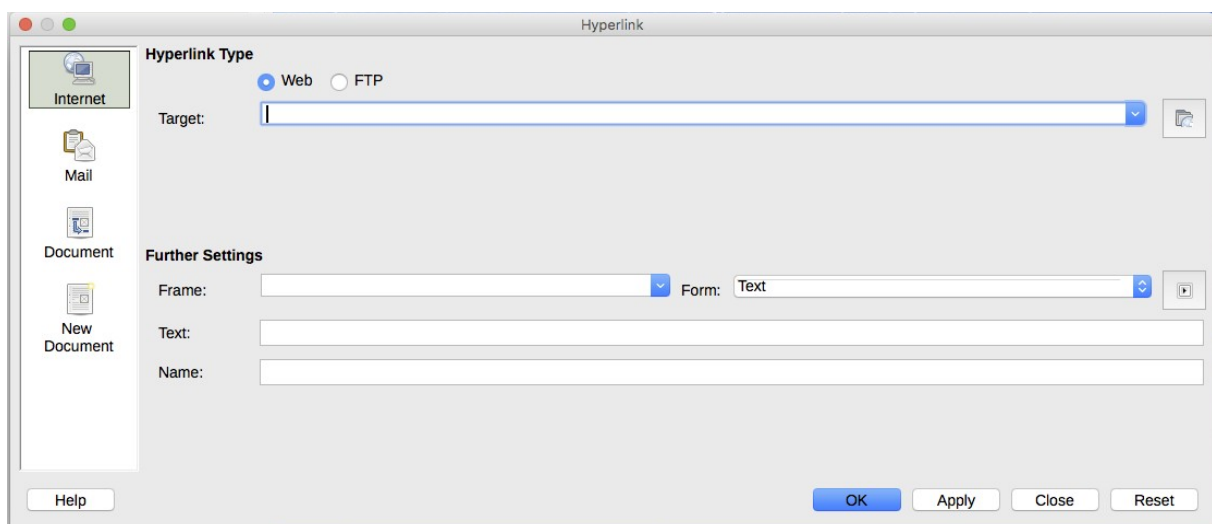 Hyperlink
Internet
Mail
Document
New
Document
Hyperlink Type
Web FTP
Target:
Further Settings
Frame: Form: Text
Text:
Name:
Help OK Apply Close Reset